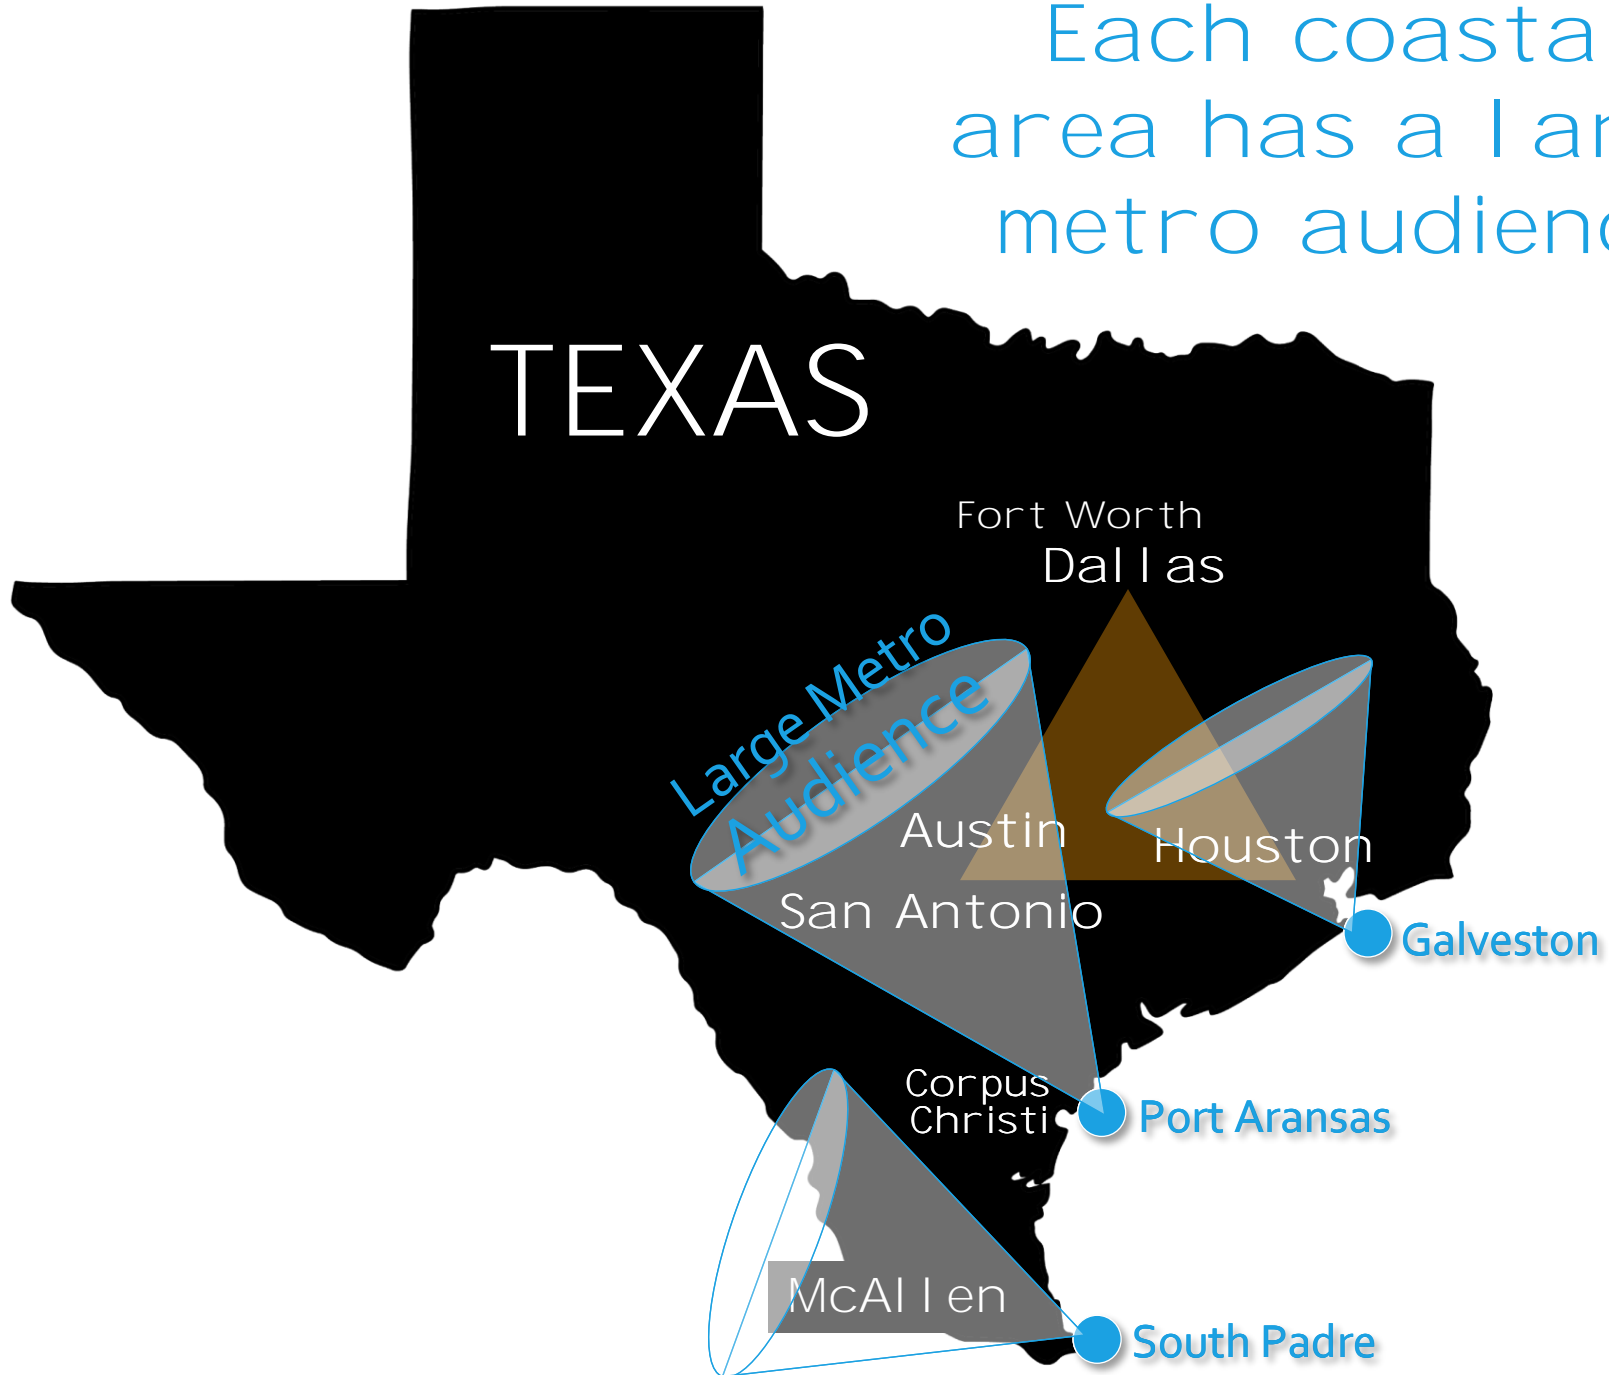 Each coasta
area has a lar
metro audienc
TEXAS
Fort Worth
Dallas
Large Metro
Audience
Austin
Houston
San Antonio
Galveston
Corpus
Christi
Port Aransas
McAllen
South Padre